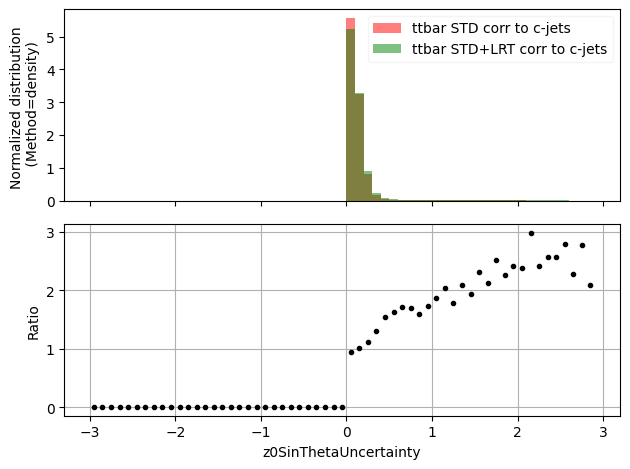 Normalized distribution
(Method=density)
5
4
3
2
1
0
ttbar STD corr to c-jets
ttbar STD+LRT corr to c-jets
Ratio
3
2
1
0
−3
−2
−1
0
1
2
3
z0SinThetaUncertainty